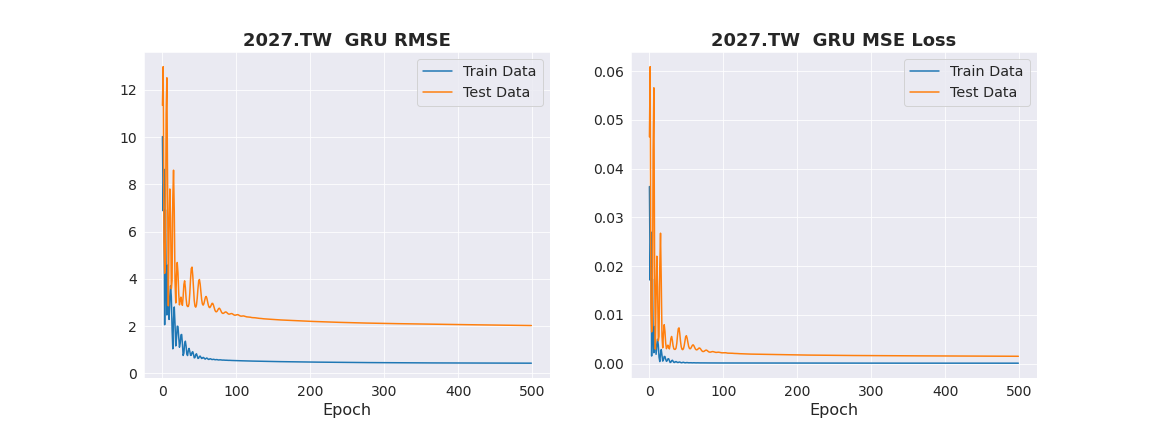 2027.TW  GRU RMSE
Train Data
Test Data
12
10
8
6
4
2
0
0 100 200 300 400 500
Epoch
2027.TW  GRU MSE Loss
Train Data
Test Data
0.06
0.05
0.04
0.03
0.02
0.01
0.00
0 100 200 300 400 500
Epoch